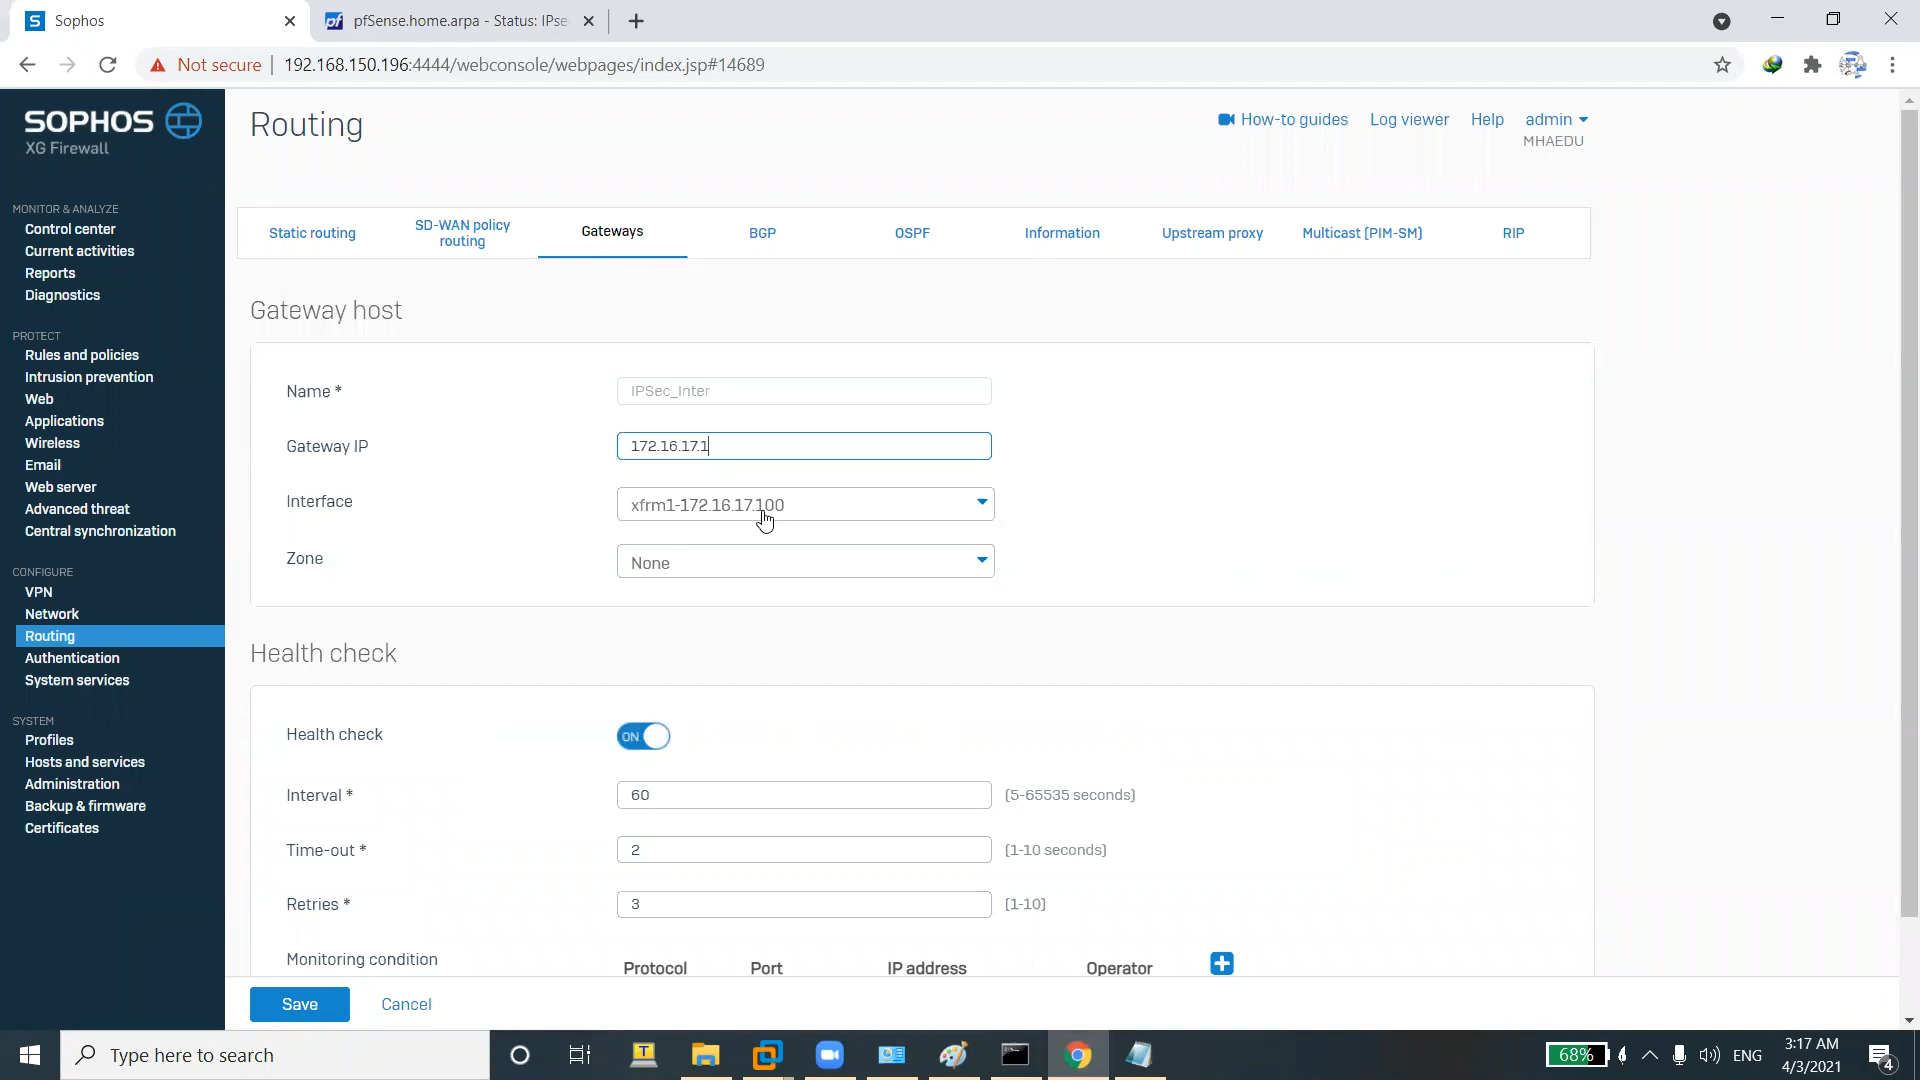 Sophos
pfSense.home.arpa - Status: IPse
Not secure
192.168.150.196:4444/webconsole/webpages/index.jsp#14689
SOPHOS
XG Firewall
Routing
How-to guides
Log viewer
Help
admin
MHAEDU
MONITOR & ANALYZE
Control center
Current activities
Reports
Diagnostics
PROTECT
Rules and policies
Intrusion prevention
Web
Applications
Wireless
Email
Web server
Advanced threat
Central synchronization
CONFIGURE
VPN
Network
Routing
Authentication
System services
SYSTEM
Profiles
Hosts and services
Administration
Backup & firmware
Certificates
Static routing
SD-WAN policy
routing
Gateways
BGP
OSPF
Information
Upstream proxy
Multicast (PIM-SM)
RIP
Gateway host
Name *
IPSec_Inter
Gateway IP
172.16.17.1
Interface
xfrm1-172.16.17.100
Zone
None
Health check
Health check
ON
Interval *
60
(5-65535 seconds)
Time-out *
2
(1-10 seconds)
Retries *
3
(1-10)
Monitoring condition
Protocol
Port
IP address
Operator
Save
Cancel
Type here to search
68%
ENG
3:17 AM
4/3/2021
4